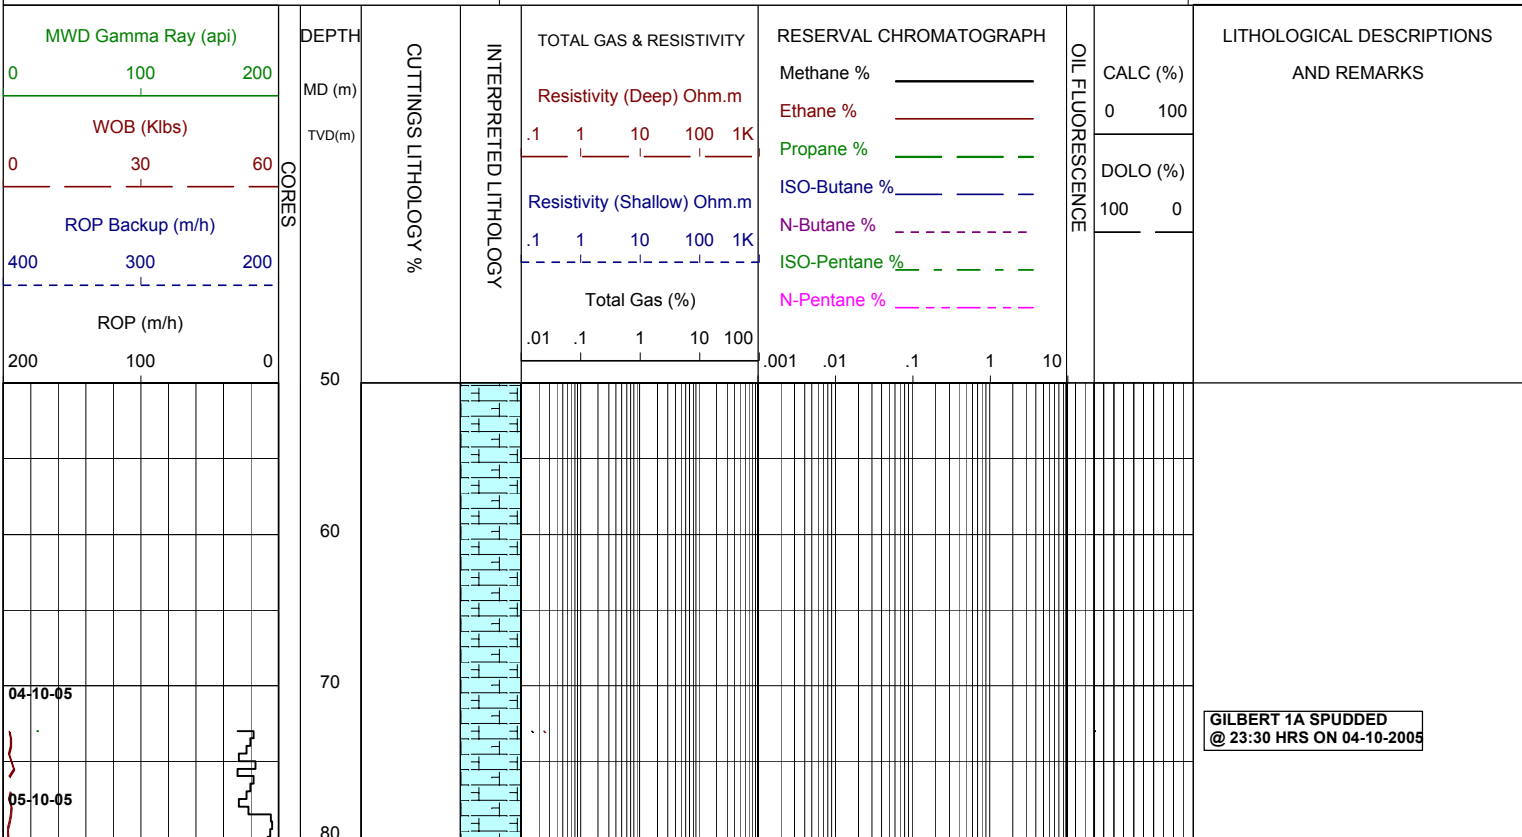 MWD Gamma Ray (api)
0 100 200
WOB (Klbs)
0 30 60
ROP Backup (m/h)
400 300 200
ROP (m/h)
200 100 0
CORES
DEPTH
MD (m)
TVD(m)
CUTTINGS LITHOLOGY %
INTERPRETED LITHOLOGY
TOTAL GAS & RESISTIVITY
Resistivity (Deep) Ohm.m
.1 1 10 100 1K
Resistivity (Shallow) Ohm.m
.1 1 10 100 1K
Total Gas (%)
.01 .1 1 10 100
RESERVAL CHROMATOGRAPH
Methane %
Ethane %
Propane %
ISO-Butane %
N-Butane %
ISO-Pentane %
N-Pentane %
.001 .01 .1 1 10
OIL FLUORESCENCE
CALC (%)
0 100
DOLO (%)
100 0
LITHOLOGICAL DESCRIPTIONS
AND REMARKS
50
60
70
04-10-05
GILBERT 1A SPUDDED
@ 23:30 HRS ON 04-10-2005
05-10-05
80